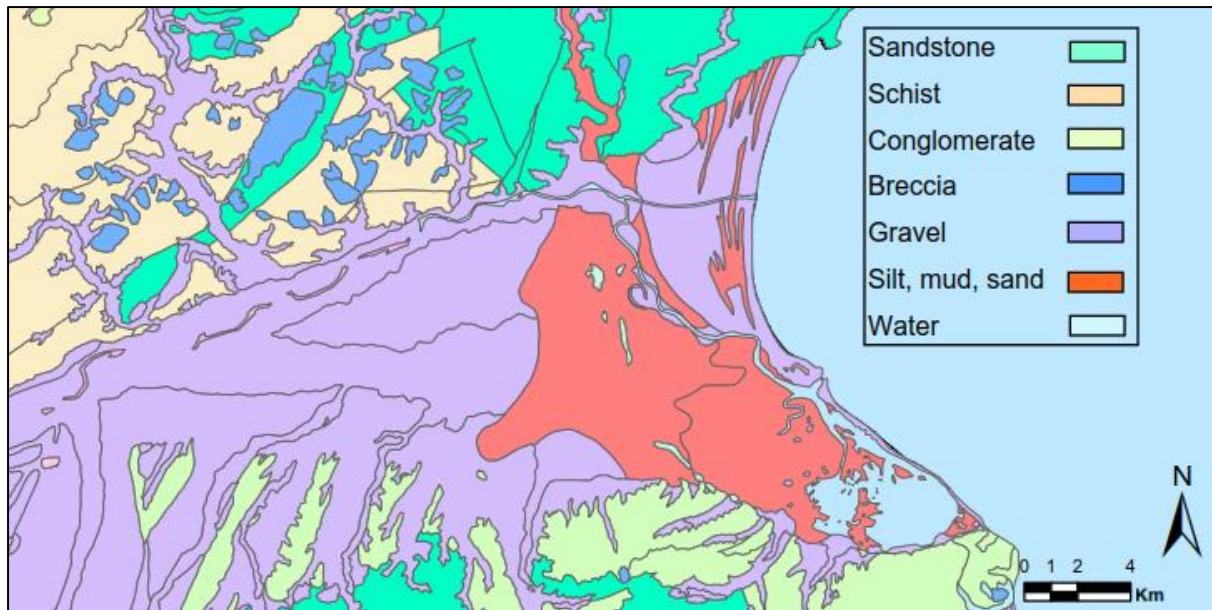 Sandstone
Schist
Conglomerate
Breccia
Gravel
Silt, mud, sand
Water
N
0 1 2 4
Km